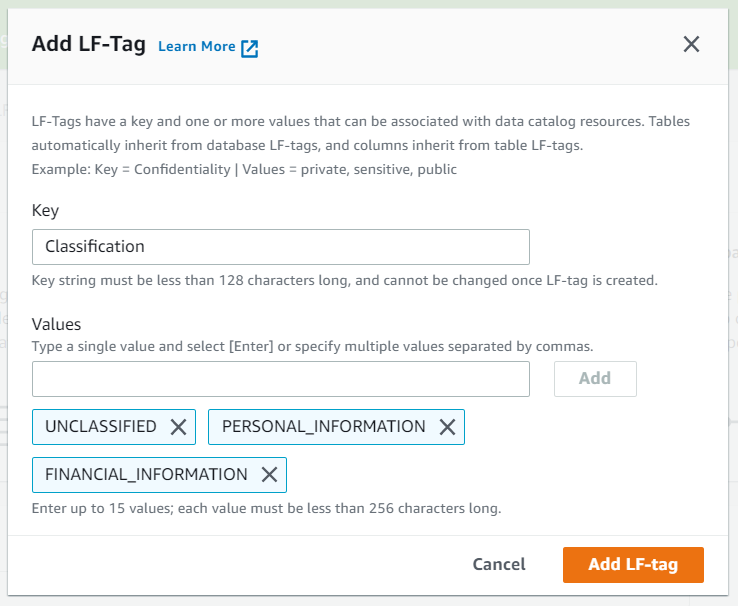 Add LF-Tag Learn More
LF-Tags have a key and one or more values that can be associated with data catalog resources. Tables
automatically inherit from database LF-tags, and columns inherit from table LF-tags.
Example: Key = Confidentiality | Values = private, sensitive, public
Key
Classification
Key string must be less than 128 characters long, and cannot be changed once LF-tag is created.
Values
Type a single value and select [Enter] or specify multiple values separated by commas.
Add
UNCLASSIFIED PERSONAL_INFORMATION
FINANCIAL_INFORMATION
Enter up to 15 values; each value must be less than 256 characters long.
Cancel Add LF-tag